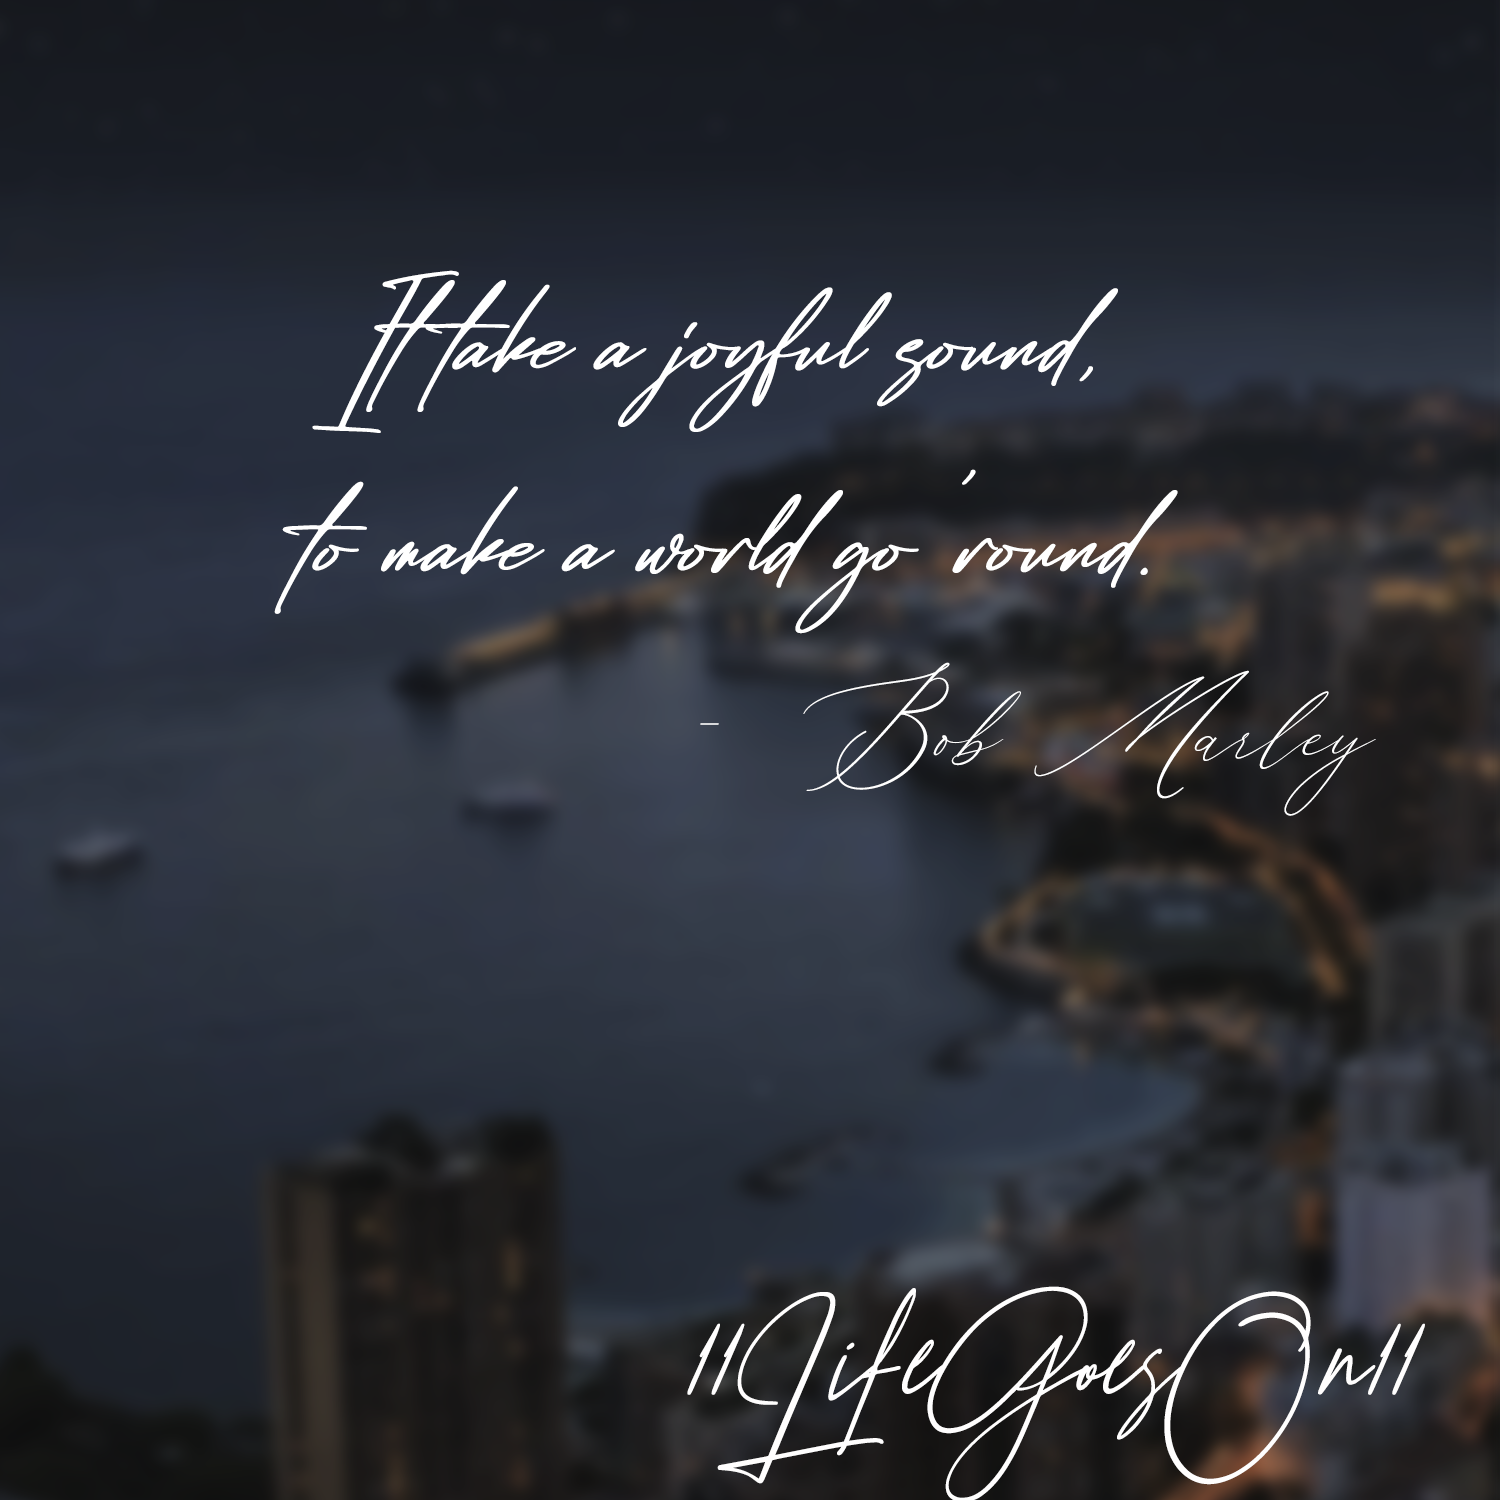 It take a joyful sound,
to make a world go 'round.
- Bob Marley
11LifeGoesOn11